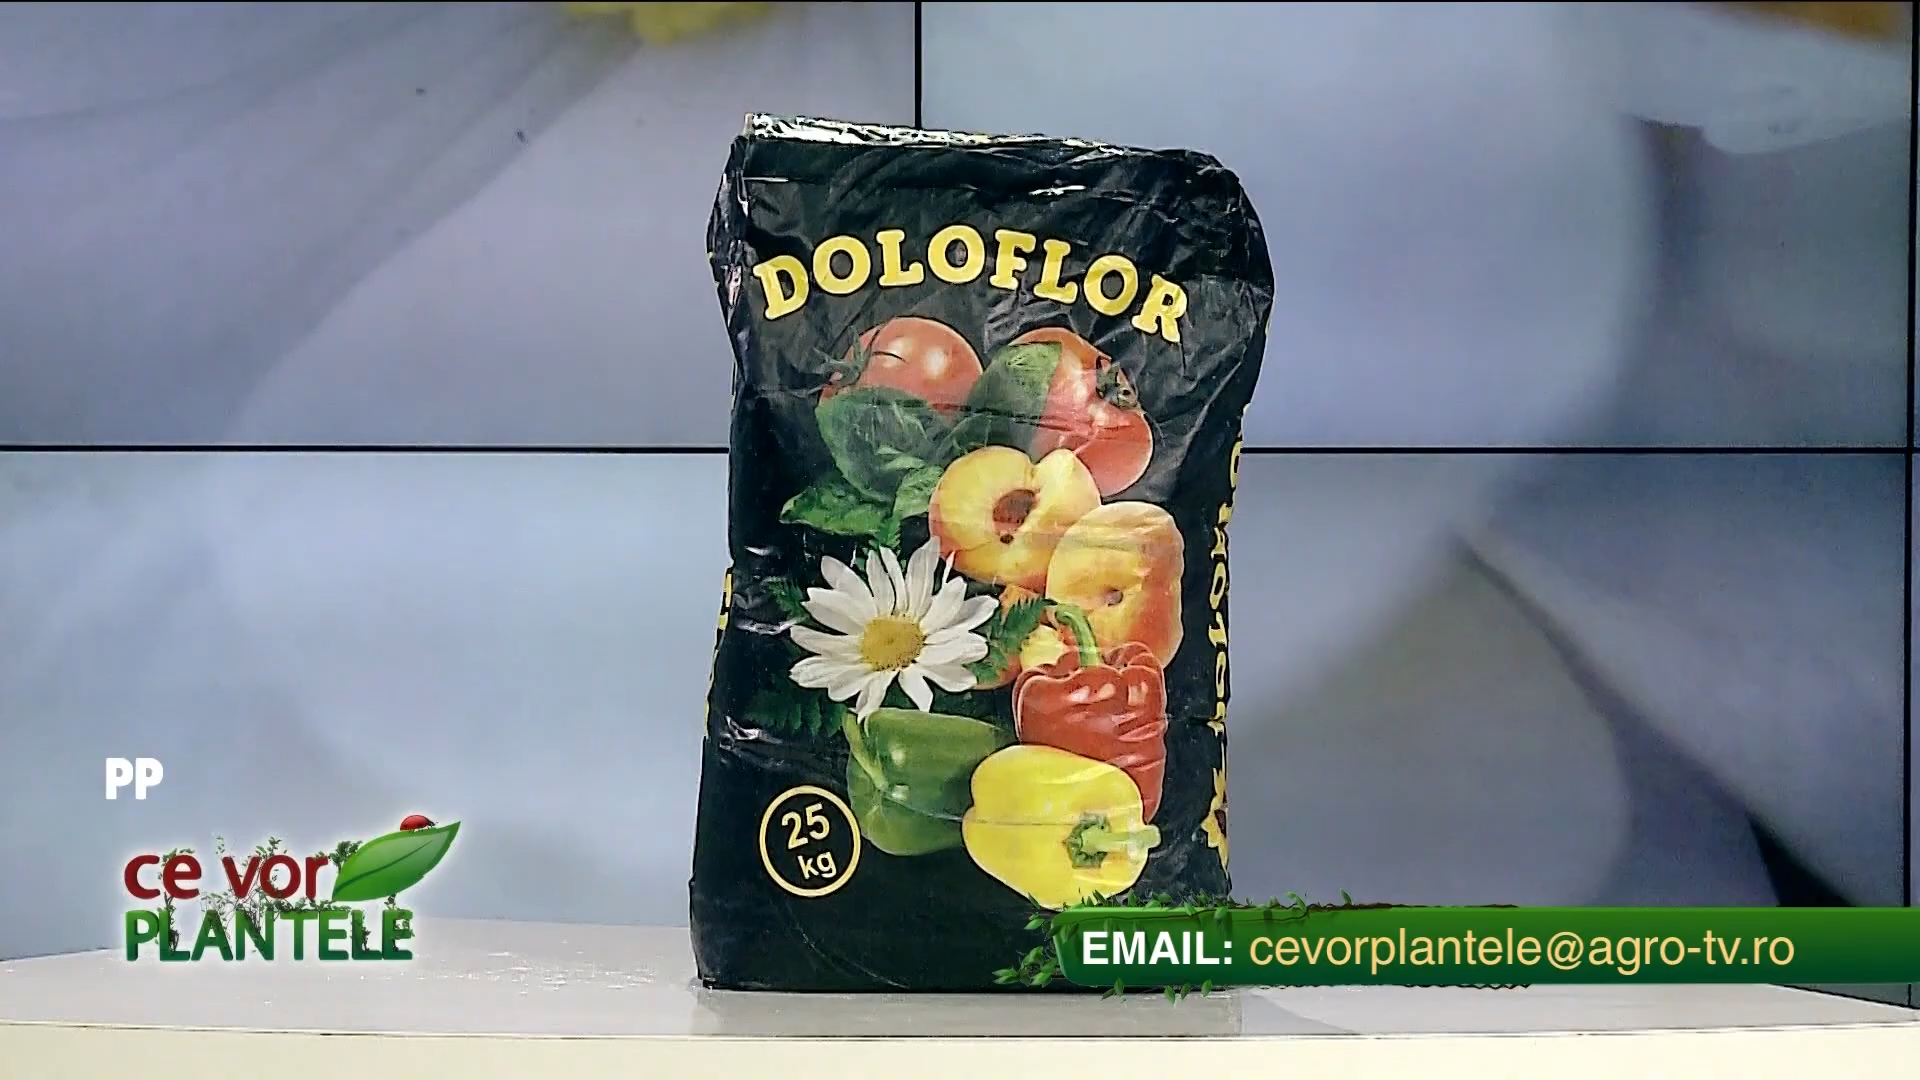 DOLOFLOR
25
kg
PP
ce vor
PLANTELE
EMAIL: cevorplantele@agro-tv.ro